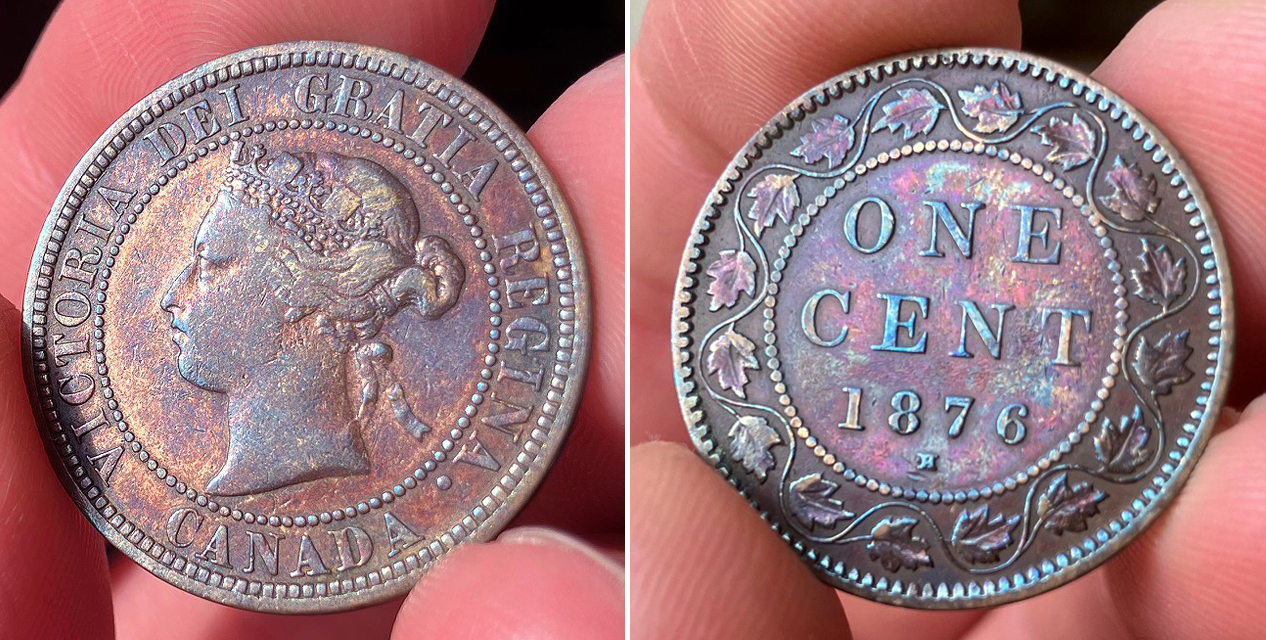 VICTORIA DEI GRATIA REGINA.
CANADA
ONE
CENT
1876
H